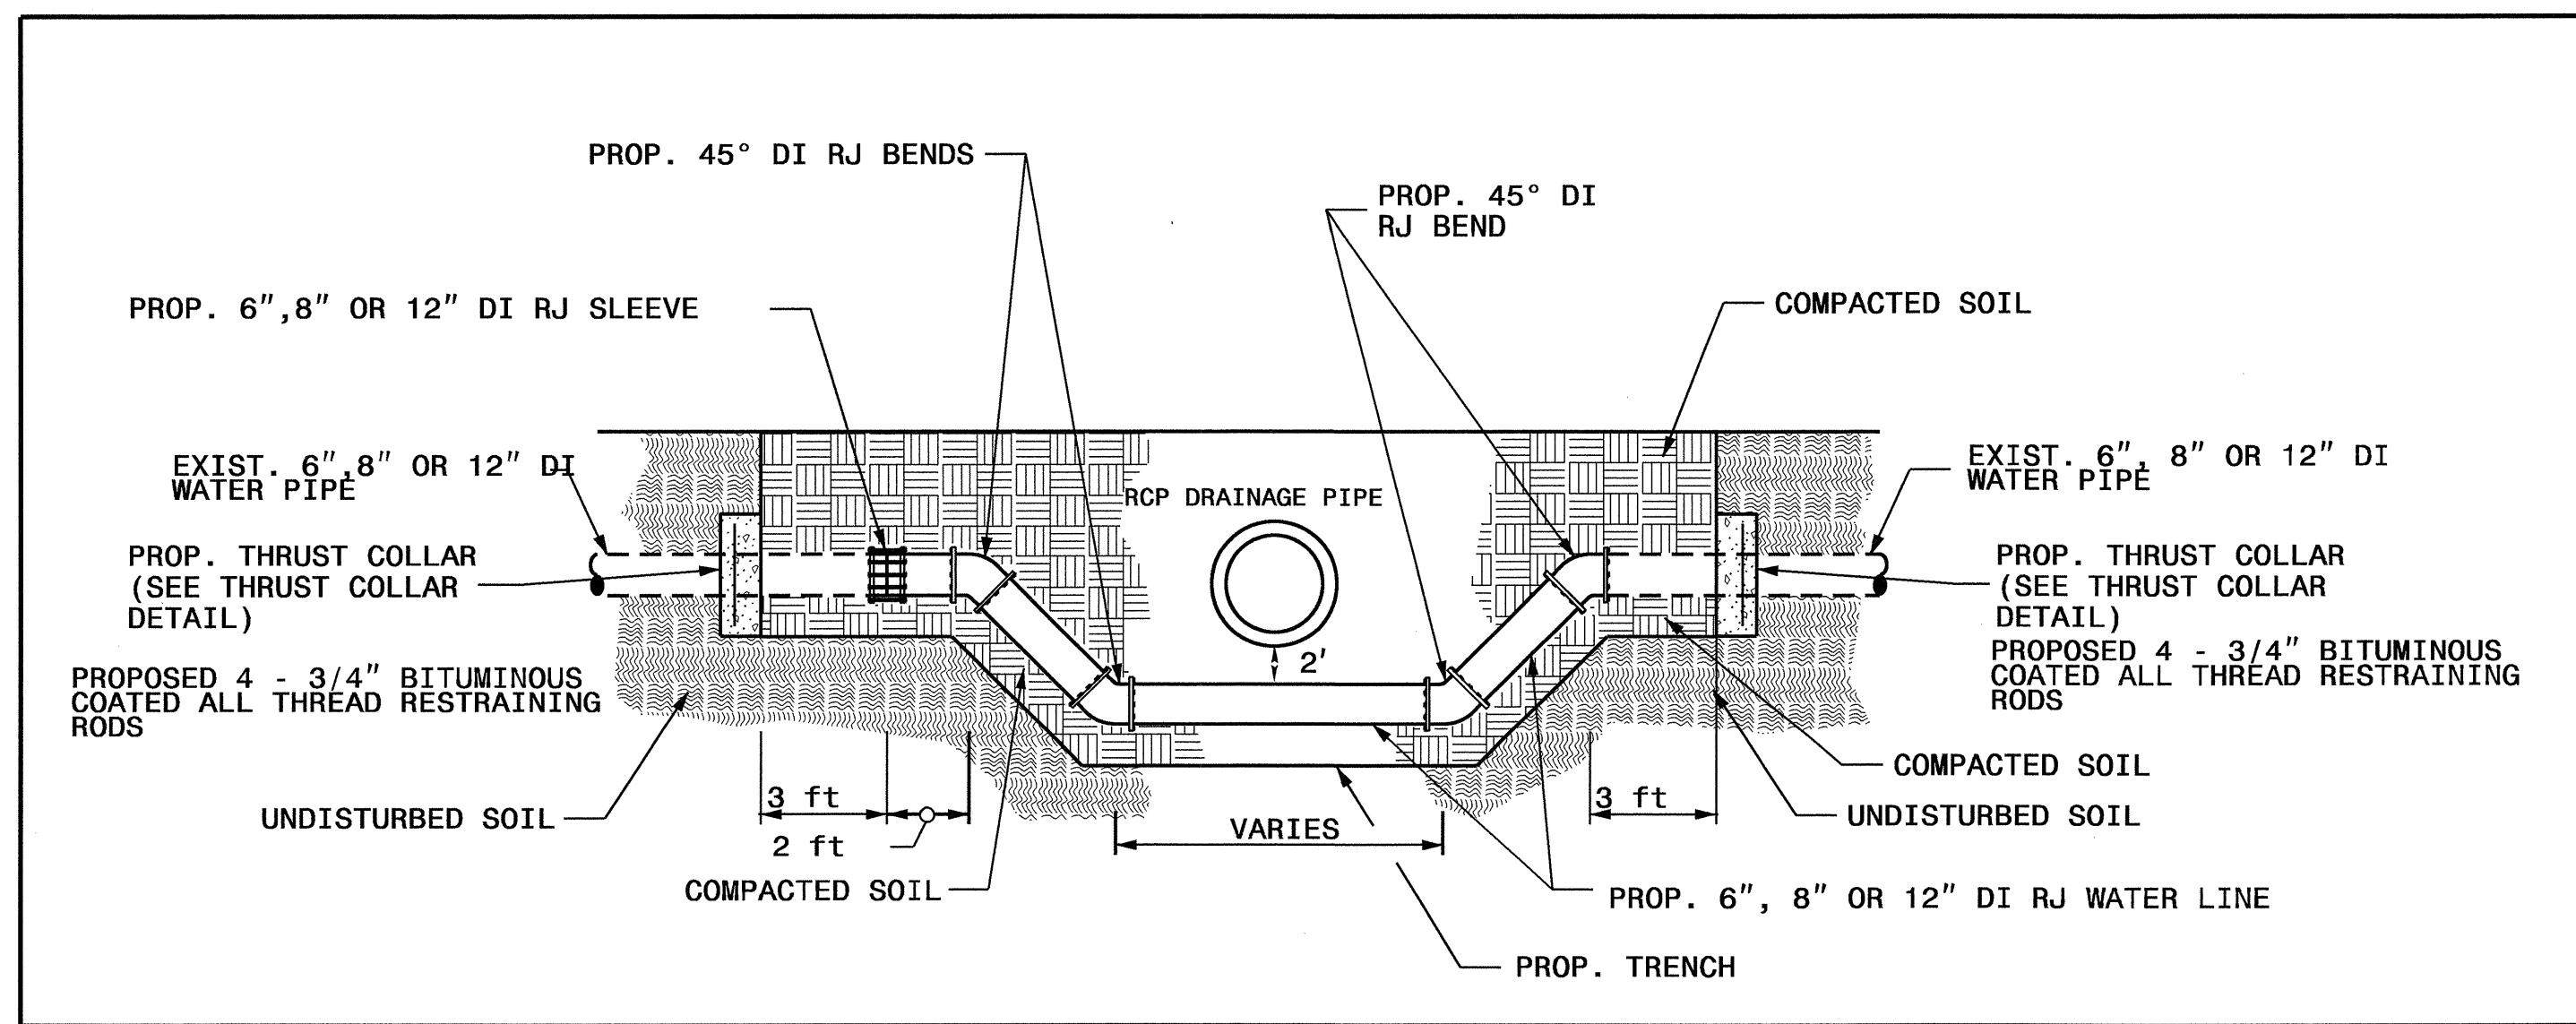 PROP. 45° DI RJ BENDS
PROP. 45° DI
RJ BEND
PROP. 6",8" OR 12" DI RJ SLEEVE
COMPACTED SOIL
EXIST. 6",8" OR 12" DI
WATER PIPE
RCP DRAINAGE PIPE
EXIST. 6", 8" OR 12" DI
WATER PIPE
PROP. THRUST COLLAR
(SEE THRUST COLLAR
DETAIL)
PROP. THRUST COLLAR
(SEE THRUST COLLAR
DETAIL)
2'
PROPOSED 4 - 3/4" BITUMINOUS
COATED ALL THREAD RESTRAINING
RODS
PROPOSED 4 - 3/4" BITUMINOUS
COATED ALL THREAD RESTRAINING
RODS
COMPACTED SOIL
3 ft
3 ft
UNDISTURBED SOIL
UNDISTURBED SOIL
VARIES
2 ft
COMPACTED SOIL
PROP. 6", 8" OR 12" DI RJ WATER LINE
PROP. TRENCH